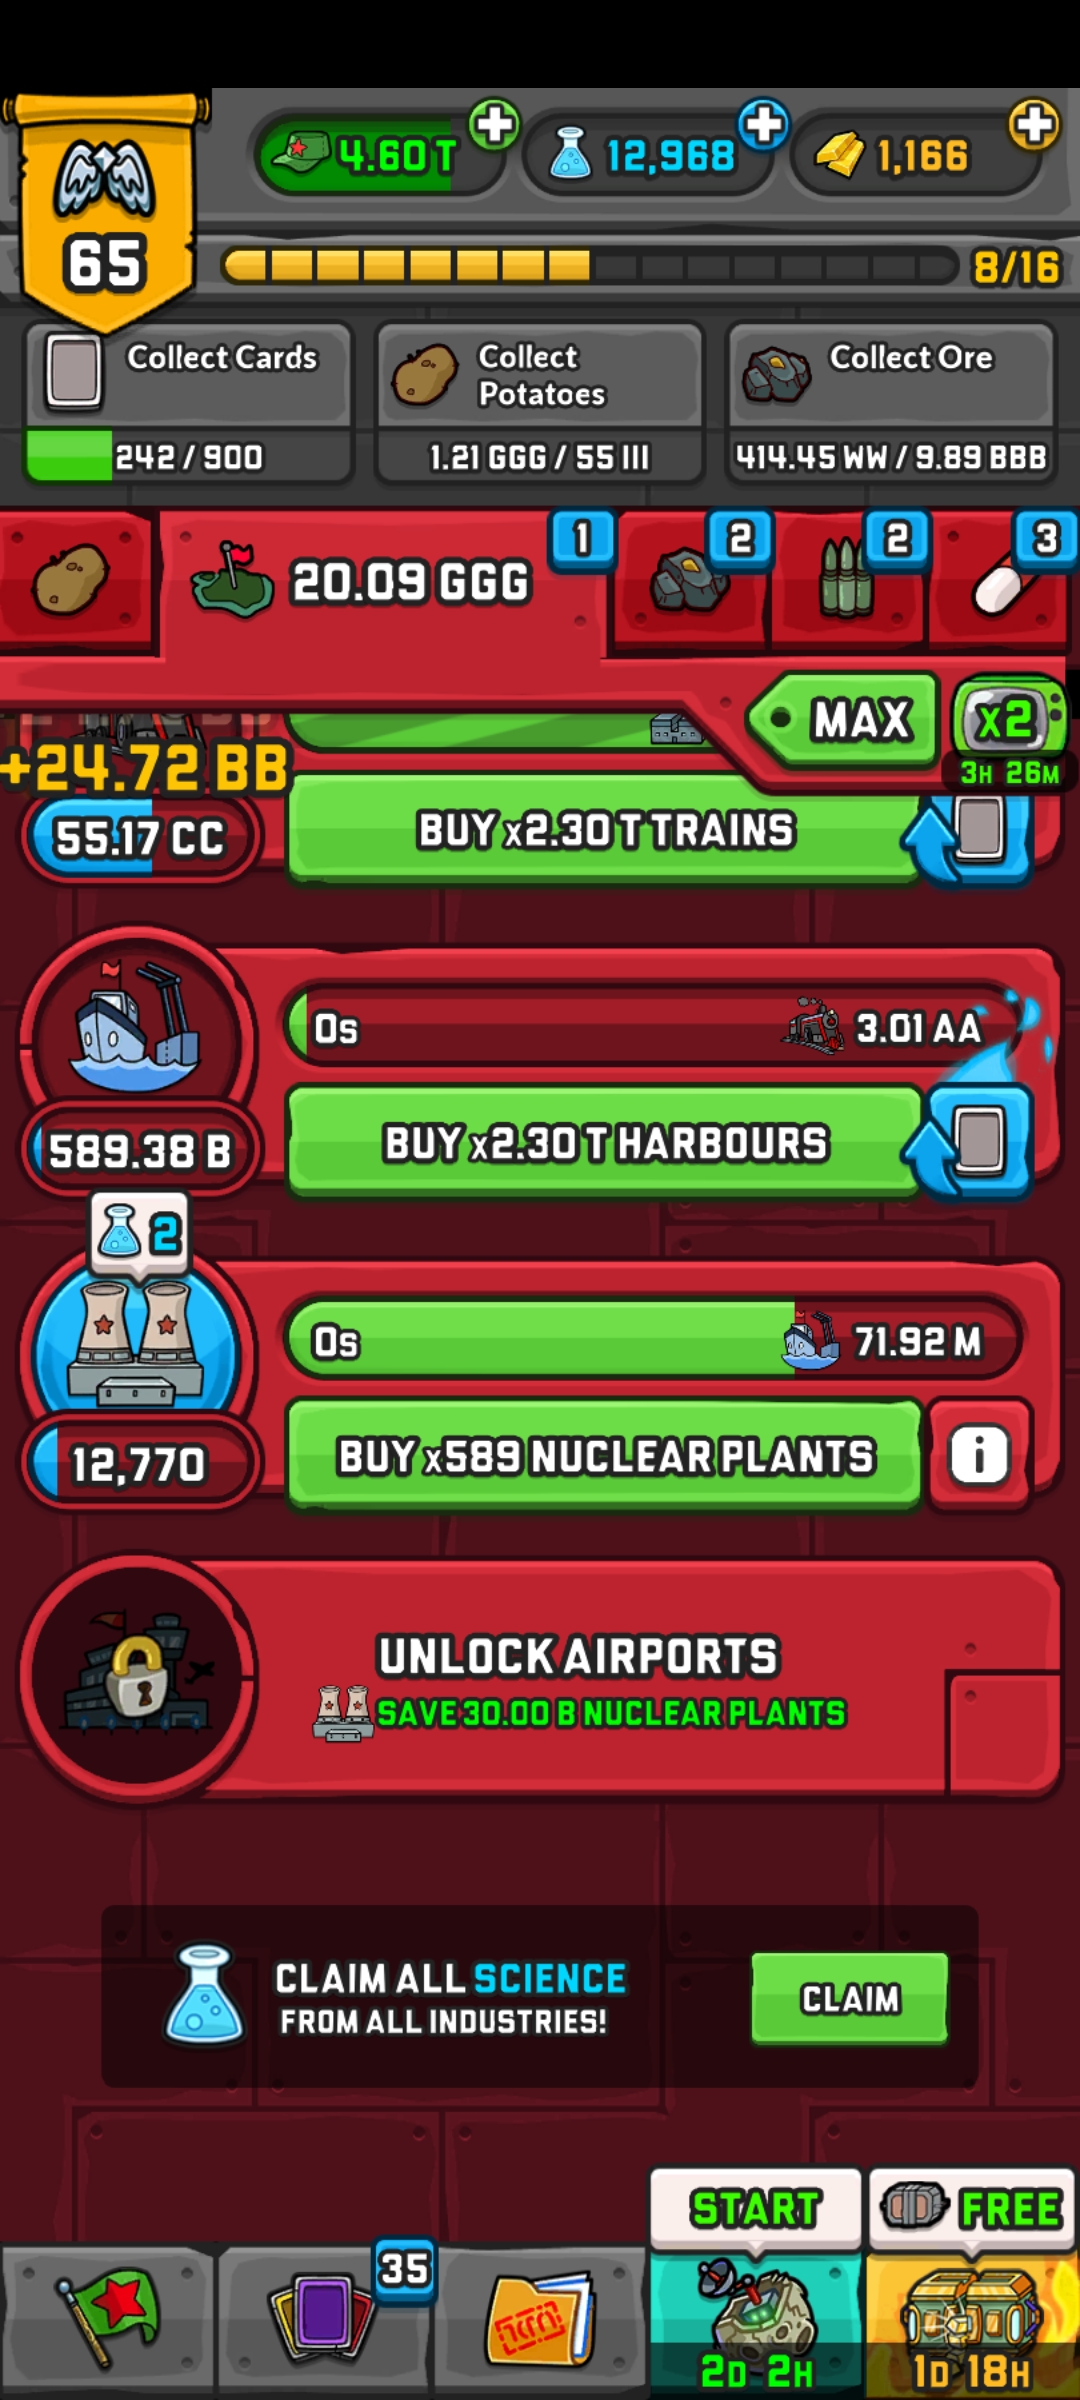 4.60 T
12,968
1,166
65
8/16
Collect Cards
242 / 900
Collect
Potatoes
1.21 GGG / 55 III
Collect Ore
414.45 WW / 9.89 BBB
20.09 GGG
1
2
2
3
MAX
x2
3H 26M
+24.72 BB
55.17 CC
BUY x2.30 T TRAINS
0s
3.01 AA
589.38 B
BUY x2.30 T HARBOURS
2
0s
71.92 M
12,770
BUY x589 NUCLEAR PLANTS
i
UNLOCK AIRPORTS
SAVE 30.00 B NUCLEAR PLANTS
CLAIM ALL SCIENCE
FROM ALL INDUSTRIES!
CLAIM
START
FREE
35
2D 2H
1D 18H